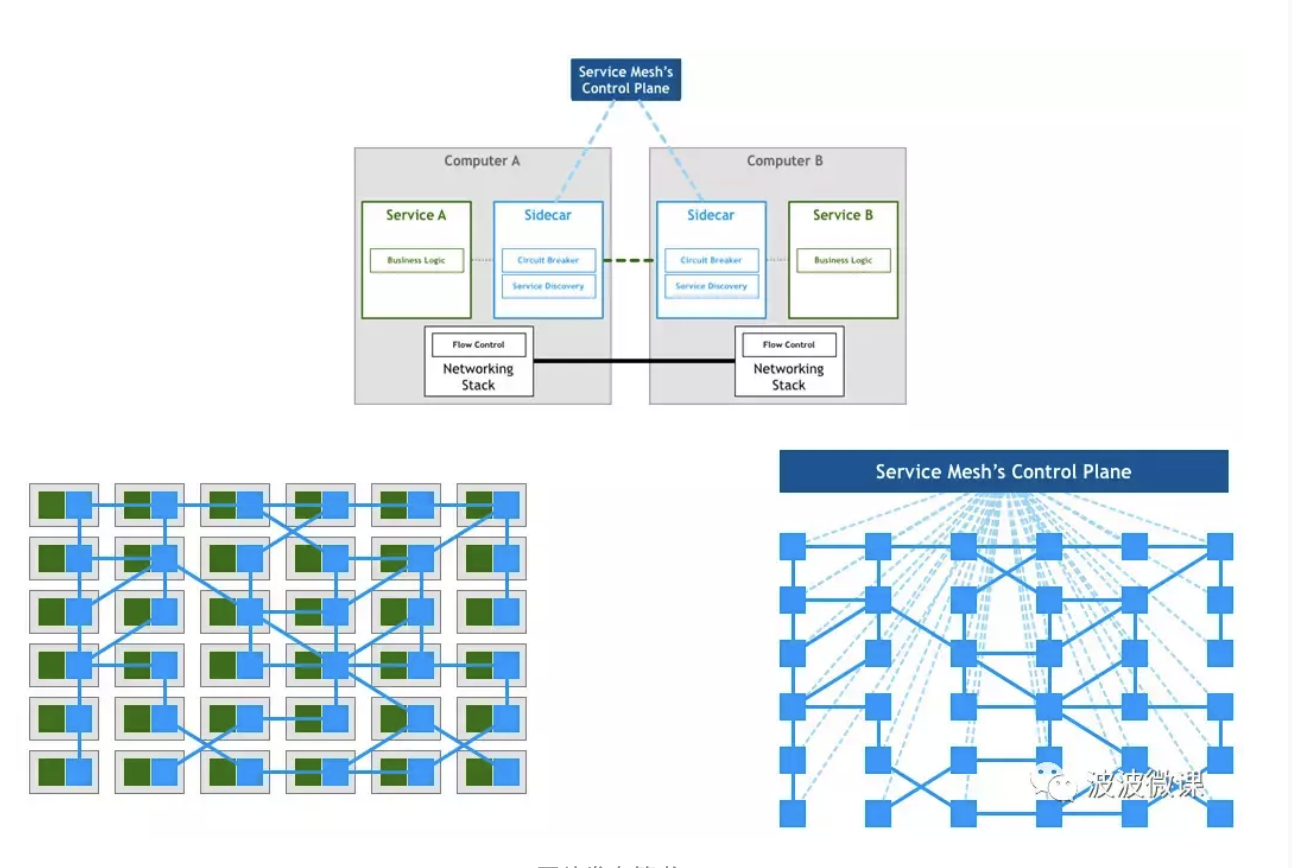 Service Mesh's
Control Plane
Computer A
Computer B
Service A
Sidecar
Sidecar
Service B
Business Logic
Circuit Breaker
Circuit Breaker
Business Logic
Service Discovery
Service Discovery
Flow Control
Flow Control
Networking
Stack
Networking
Stack
Service Mesh's Control Plane
波波微课